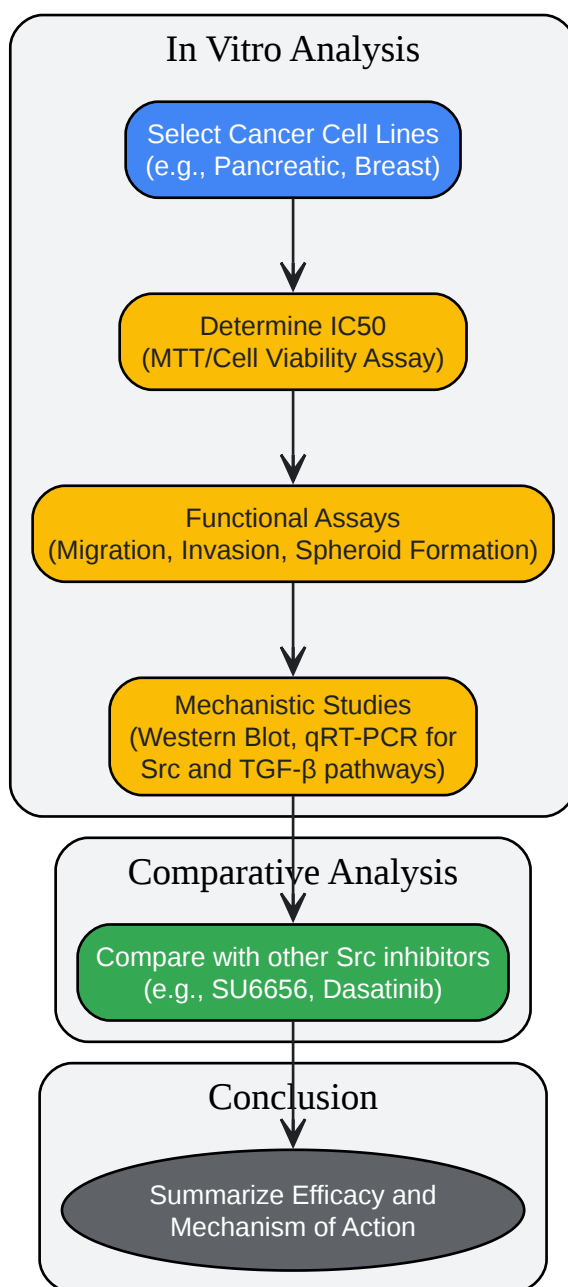 In Vitro Analysis
Select Cancer Cell Lines
(e.g., Pancreatic, Breast)
Determine IC50
(MTT/Cell Viability Assay)
Functional Assays
(Migration, Invasion, Spheroid Formation)
Mechanistic Studies
(Western Blot, qRT-PCR for
Src and TGF-β pathways)
Comparative Analysis
Compare with other Src inhibitors
(e.g., SU6656, Dasatinib)
Conclusion
Summarize Efficacy and
Mechanism of Action